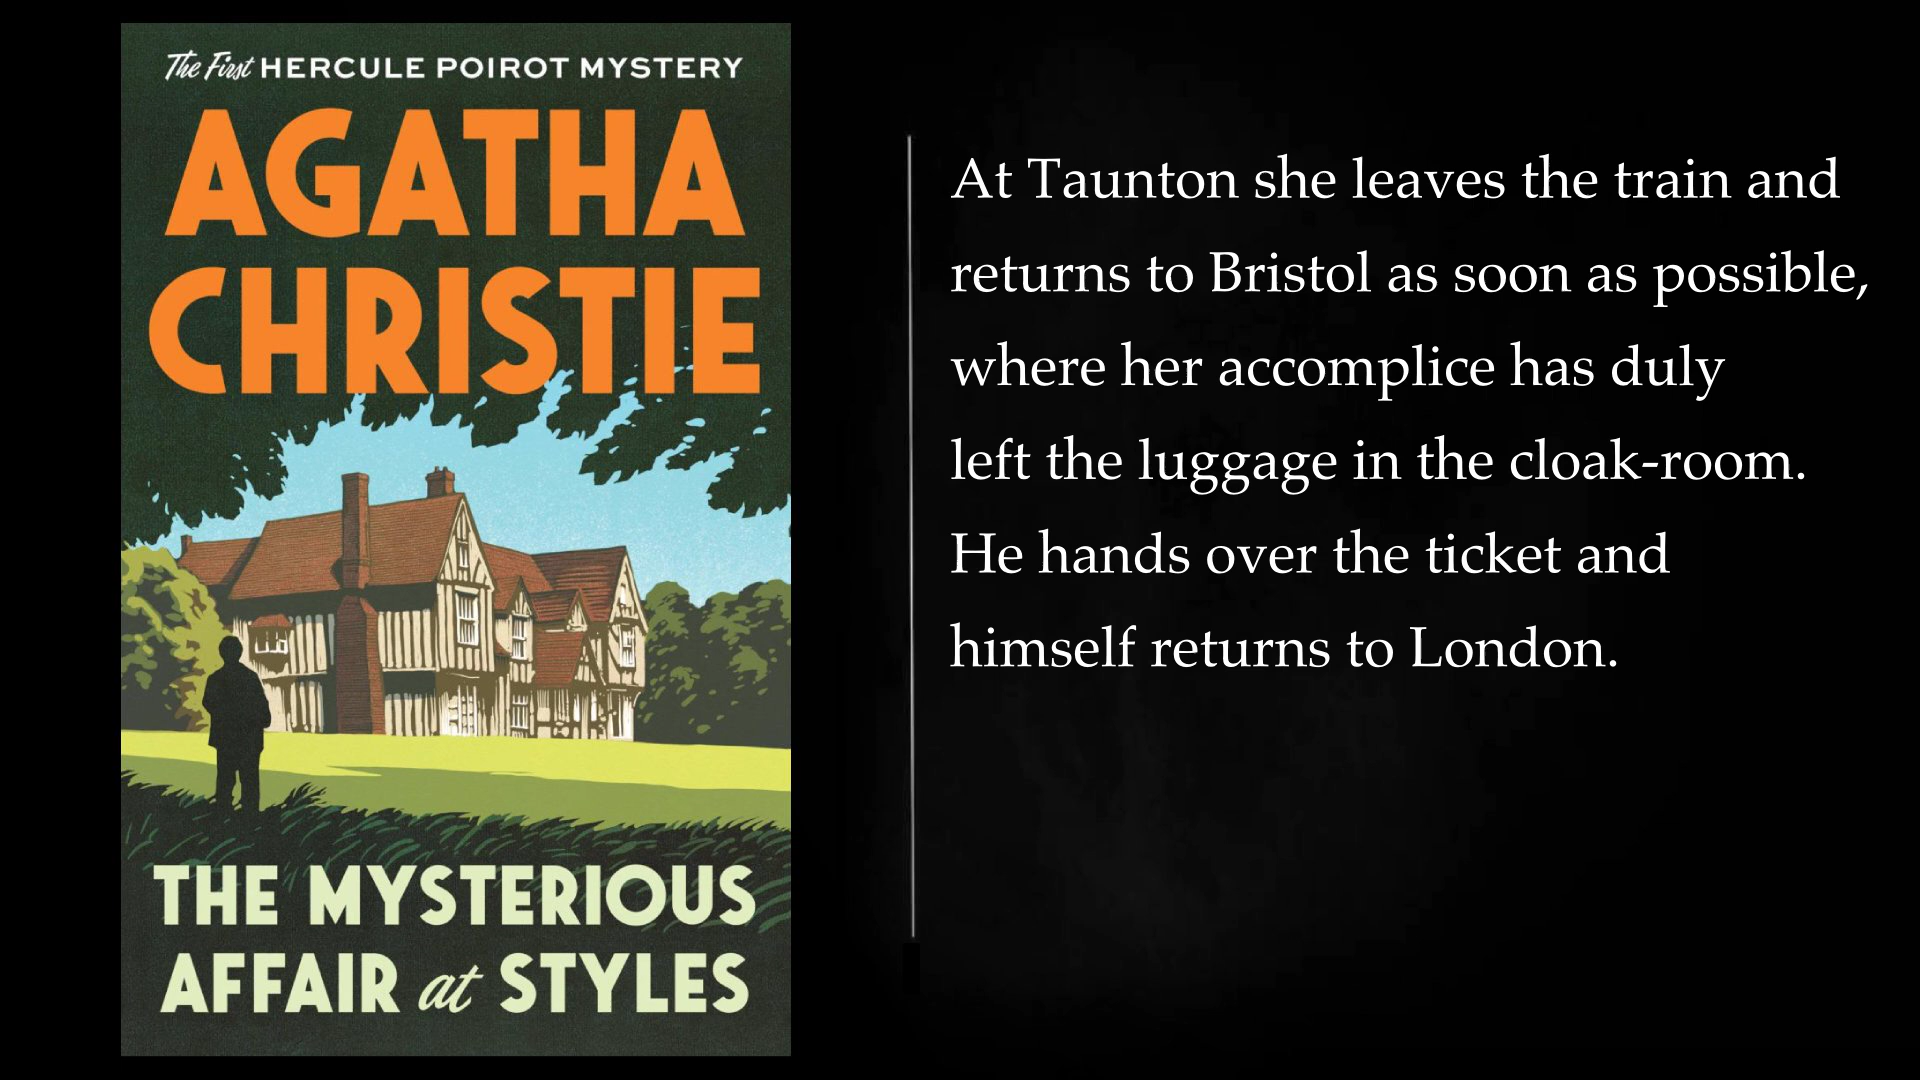 The First HERCULE POIROT MYSTERY
AGATHA
CHRISTIE
THE MYSTERIOUS
AFFAIR at STYLES
At Taunton she leaves the train and
returns to Bristol as soon as possible,
where her accomplice has duly
left the luggage in the cloak-room.
He hands over the ticket and
himself returns to London.